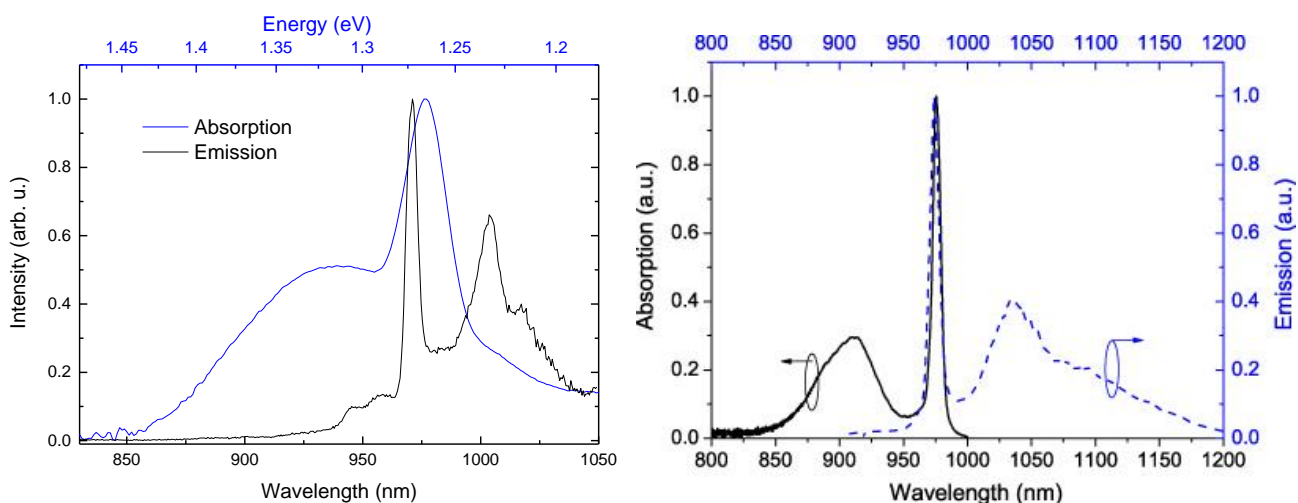 Energy (eV)
1.45 1.4 1.35 1.3 1.25 1.2
1.0
0.8
0.6
0.4
0.2
0.0
Intensity (arb. u.)
Absorption
Emission
850 900 950 1000 1050
Wavelength (nm)
800 850 900 950 1000 1050 1100 1150 1200
1.0
0.8
0.6
0.4
0.2
0.0
Absorption (a.u.)
1.0
0.8
0.6
0.4
0.2
0.0
Emission (a.u.)
800 850 900 950 1000 1050 1100 1150 1200
Wavelength (nm)